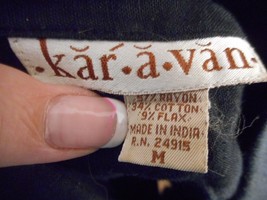 kăr´•ă•văn•
57% RAYON
34% COTTON
9% FLAX
MADE IN INDIA
R.N. 24915
M